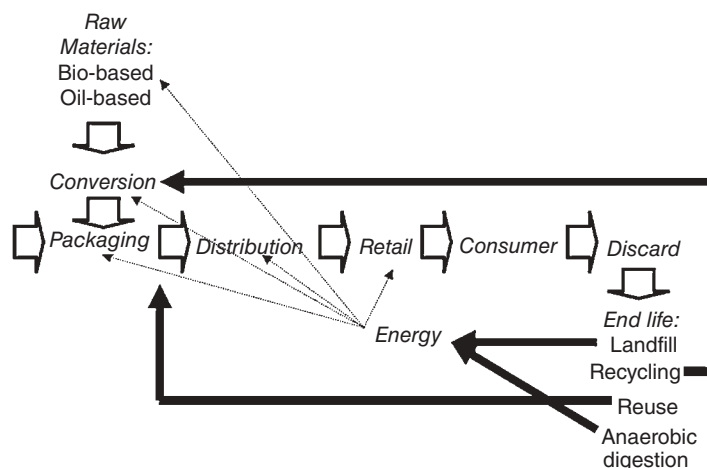 Raw
Materials:
Bio-based
Oil-based
Conversion
Packaging
Distribution
Retail
Consumer
Discard
Energy
End life:
Landfill
Recycling
Reuse
Anaerobic
digestion